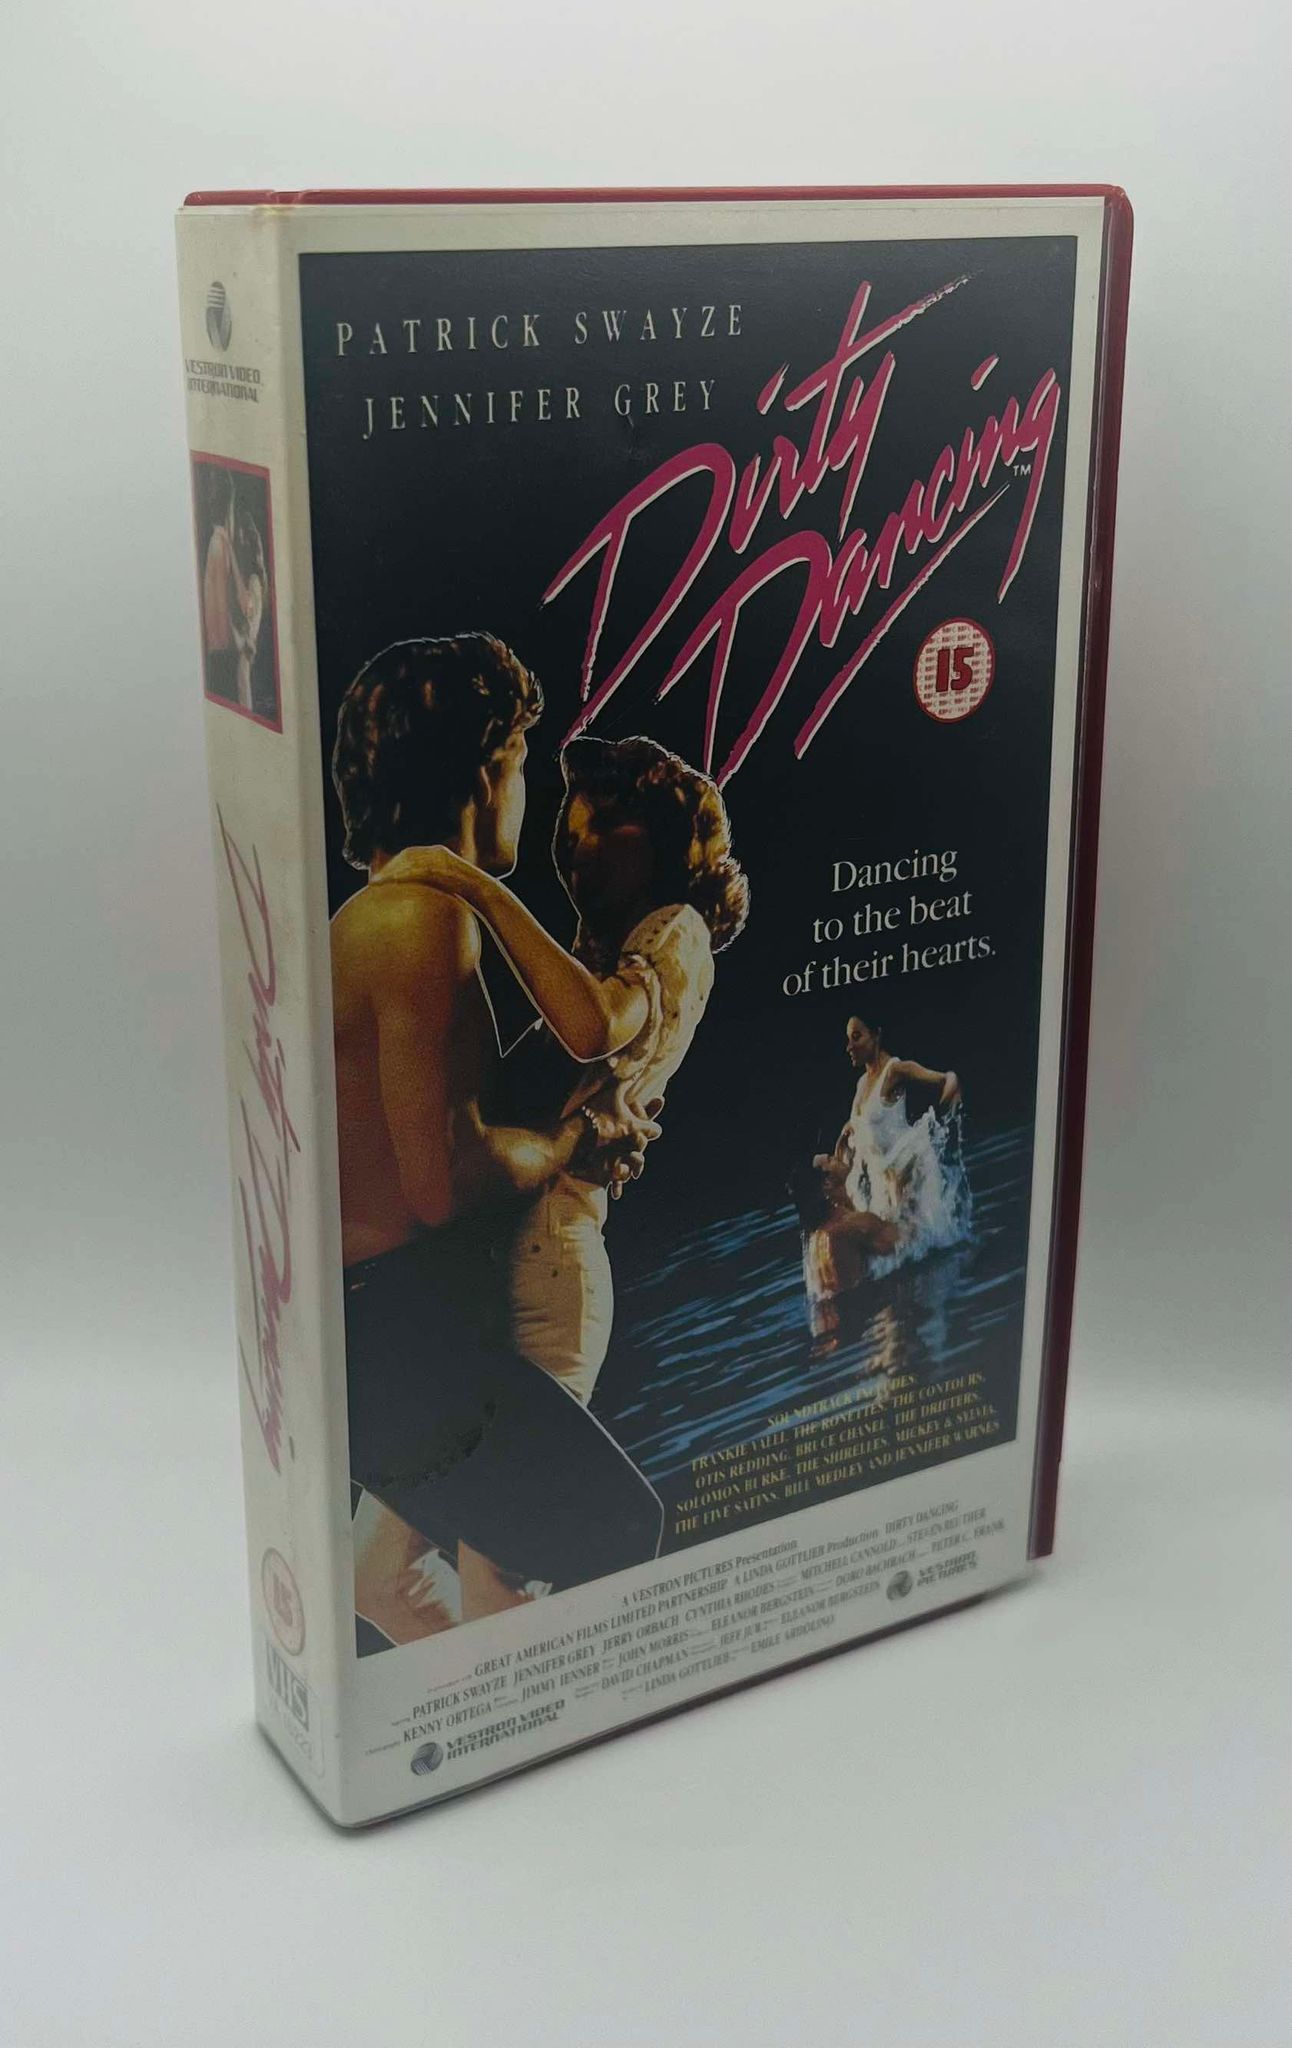 PATRICK SWAYZE
JENNIFER GREY
Dirty
Dancing
TM
15
Dancing
to the beat
of their hearts.
SOUNDTRACK INCLUDES
FRANKIE VALLI, THE RONETTES, THE CONTOURS,
OTIS REDDING, BRUCE CHANEL, THE DRIFTERS,
SOLOMON BURKE, THE SHIRELLES, MICKEY & SYLVIA,
THE FIVE SATINS, BILL MEDLEY AND JENNIFER WARNES
A VESTRON PICTURES Presentation
GREAT AMERICAN FILMS LIMITED PARTNERSHIP A LINDA GOTTLIEB Production DIRTY DANCING
PATRICK SWAYZE JENNIFER GREY JERRY ORBACH CYNTHIA RHODES MITCHELL CANNOLD STEVEN REUTHER
KENNY ORTEGA JIMMY IENNER JOHN MORRIS ELEANOR BERGSTEIN DORO BACHRACH PETER C. FRANK
DAVID CHAPMAN JEFF JUR ELEANOR BERGSTEIN
LINDA GOTTLIEB EMILE ARDOLINO
VESTRON
PICTURES
VESTRON VIDEO
INTERNATIONAL
VESTRON VIDEO
INTERNATIONAL
Dirty Dancing
15
VHS